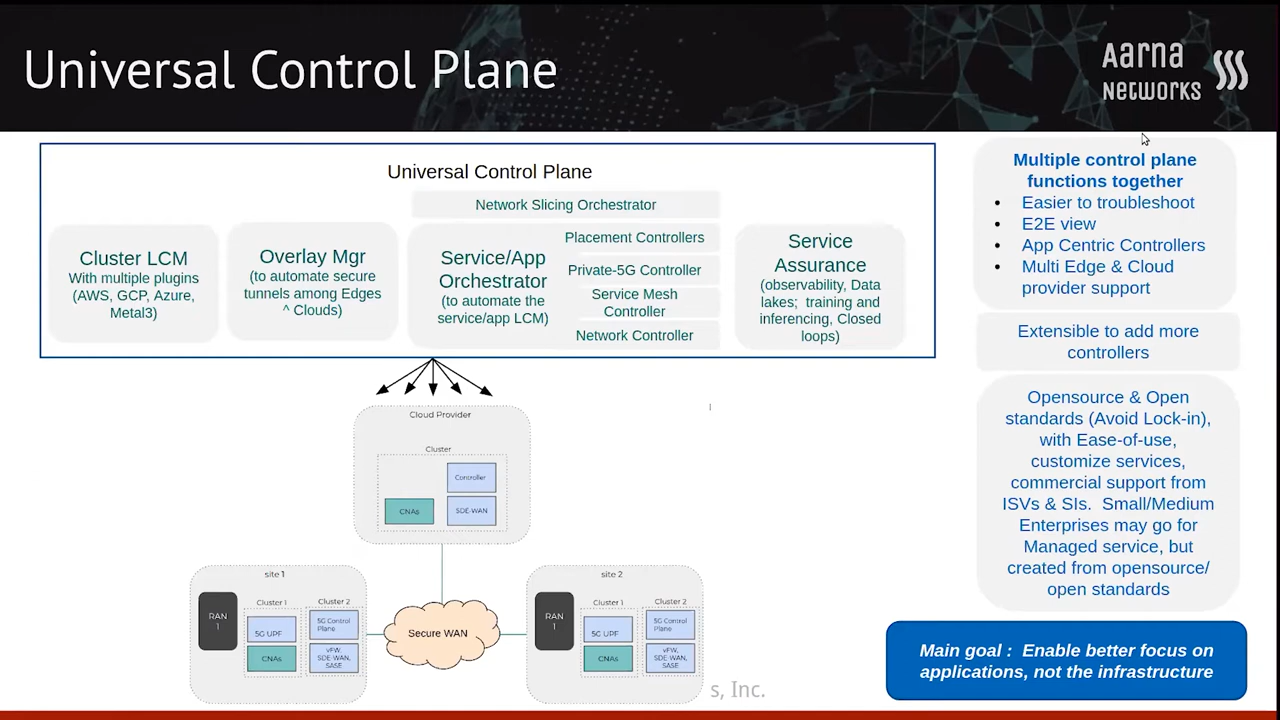 Universal Control Plane
Aarna
Networks
Universal Control Plane
Network Slicing Orchestrator
Cluster LCM
With multiple plugins
(AWS, GCP, Azure,
Metal3)
Overlay Mgr
(to automate secure
tunnels among Edges
^ Clouds)
Service/App
Orchestrator
(to automate the
service/app LCM)
Placement Controllers
Private-5G Controller
Service Mesh
Controller
Network Controller
Service
Assurance
(observability, Data
lakes; training and
inferencing, Closed
loops)
Multiple control plane
functions together
• Easier to troubleshoot
• E2E view
• App Centric Controllers
• Multi Edge & Cloud
provider support
Extensible to add more
controllers
Opensource & Open
standards (Avoid Lock-in),
with Ease-of-use,
customize services,
commercial support from
ISVs & SIs. Small/Medium
Enterprises may go for
Managed service, but
created from opensource/
open standards
Main goal : Enable better focus on
applications, not the infrastructure
Cloud Provider
Cluster
Controller
CNAs
SDE-WAN
site 1
RAN
1
Cluster 1
5G UPF
CNAs
Cluster 2
5G Control
Plane
vFW,
SDE-WAN,
SASE
Secure WAN
site 2
RAN
1
Cluster 1
5G UPF
CNAs
Cluster 2
5G Control
Plane
vFW,
SDE-WAN,
SASE
s, Inc.